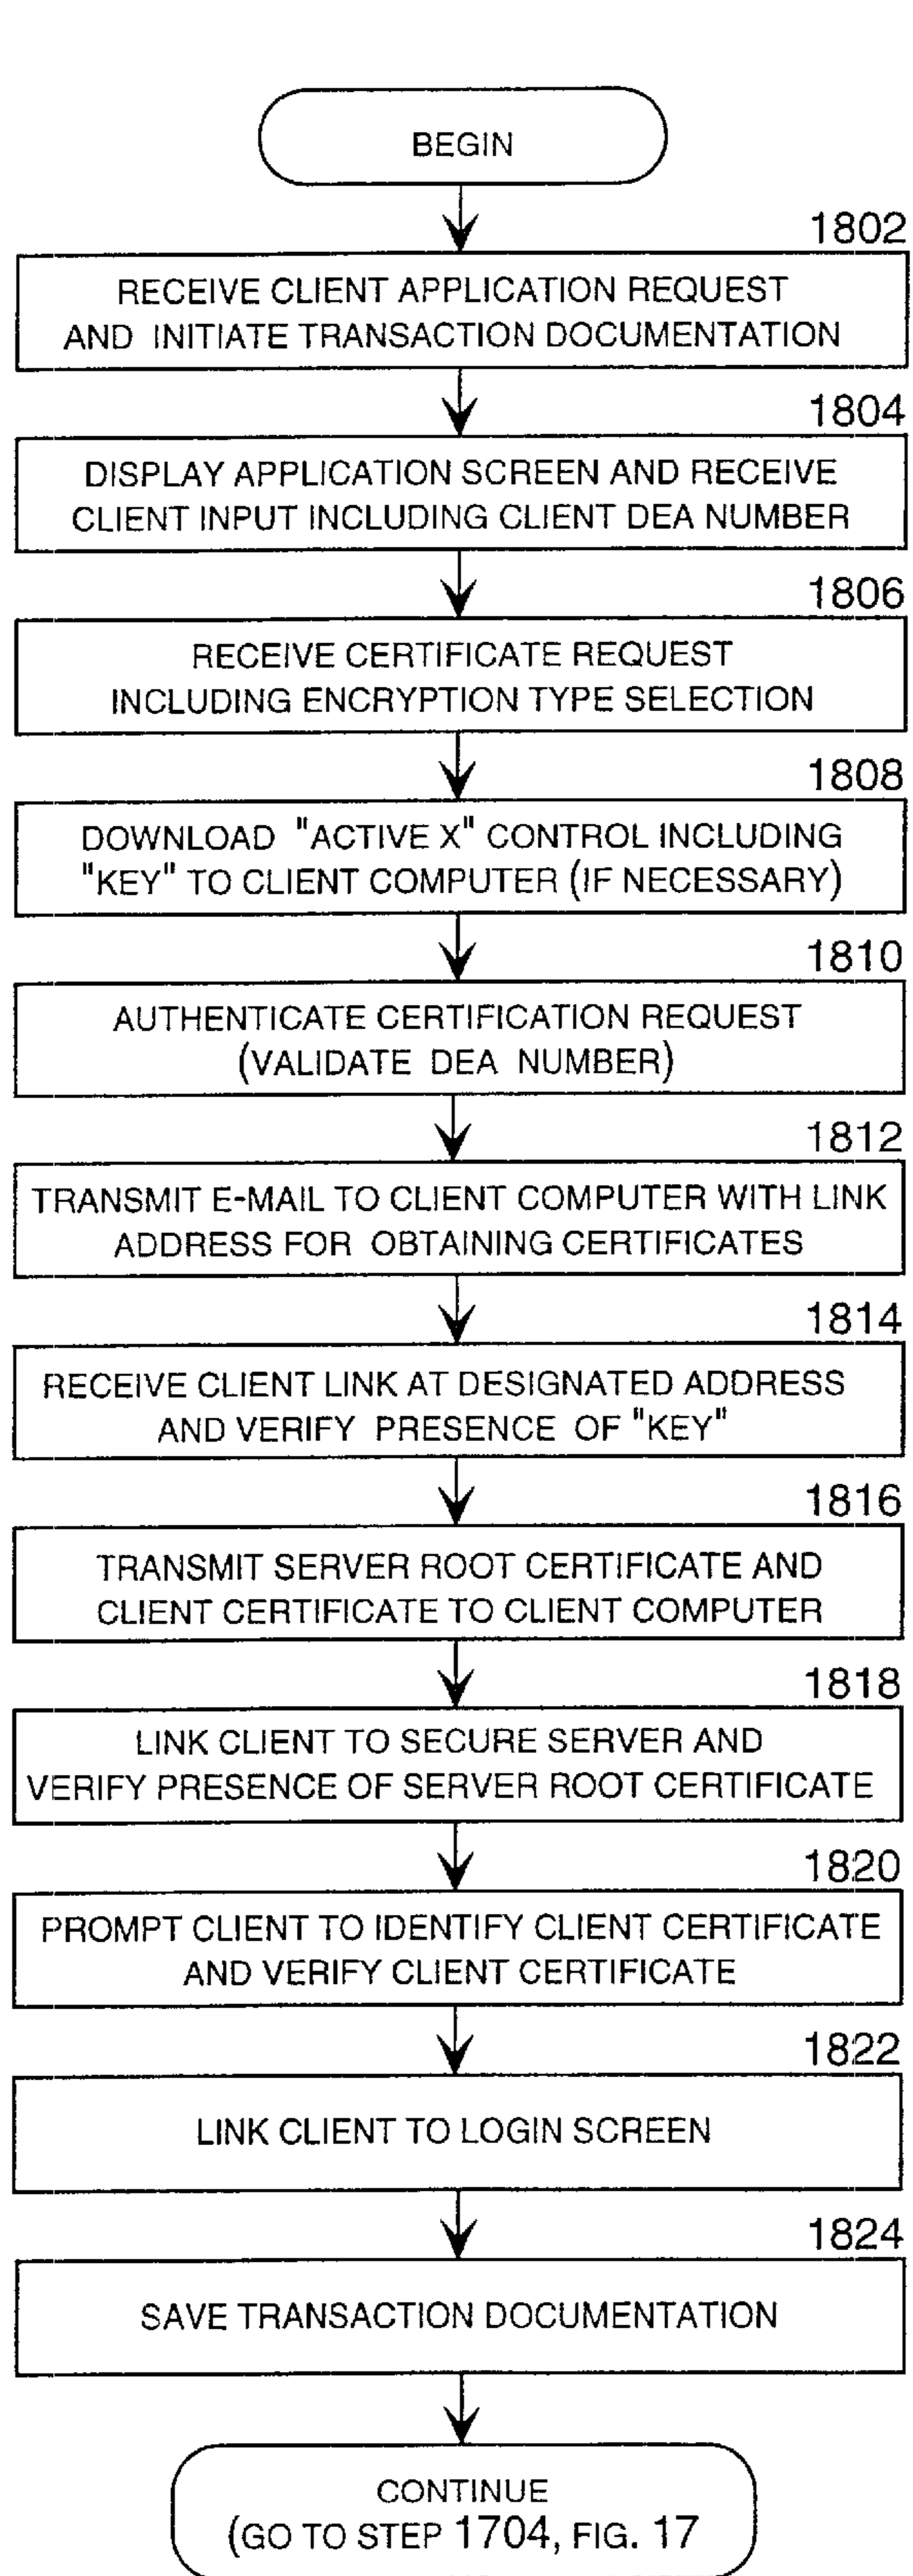 BEGIN
1802
RECEIVE CLIENT APPLICATION REQUEST
AND INITIATE TRANSACTION DOCUMENTATION
1804
DISPLAY APPLICATION SCREEN AND RECEIVE
CLIENT INPUT INCLUDING CLIENT DEA NUMBER
1806
RECEIVE CERTIFICATE REQUEST
INCLUDING ENCRYPTION TYPE SELECTION
1808
DOWNLOAD "ACTIVE X" CONTROL INCLUDING
"KEY" TO CLIENT COMPUTER (IF NECESSARY)
1810
AUTHENTICATE CERTIFICATION REQUEST
(VALIDATE DEA NUMBER)
1812
TRANSMIT E-MAIL TO CLIENT COMPUTER WITH LINK
ADDRESS FOR OBTAINING CERTIFICATES
1814
RECEIVE CLIENT LINK AT DESIGNATED ADDRESS
AND VERIFY PRESENCE OF "KEY"
1816
TRANSMIT SERVER ROOT CERTIFICATE AND
CLIENT CERTIFICATE TO CLIENT COMPUTER
1818
LINK CLIENT TO SECURE SERVER AND
VERIFY PRESENCE OF SERVER ROOT CERTIFICATE
1820
PROMPT CLIENT TO IDENTIFY CLIENT CERTIFICATE
AND VERIFY CLIENT CERTIFICATE
1822
LINK CLIENT TO LOGIN SCREEN
1824
SAVE TRANSACTION DOCUMENTATION
CONTINUE
(GO TO STEP 1704, FIG. 17